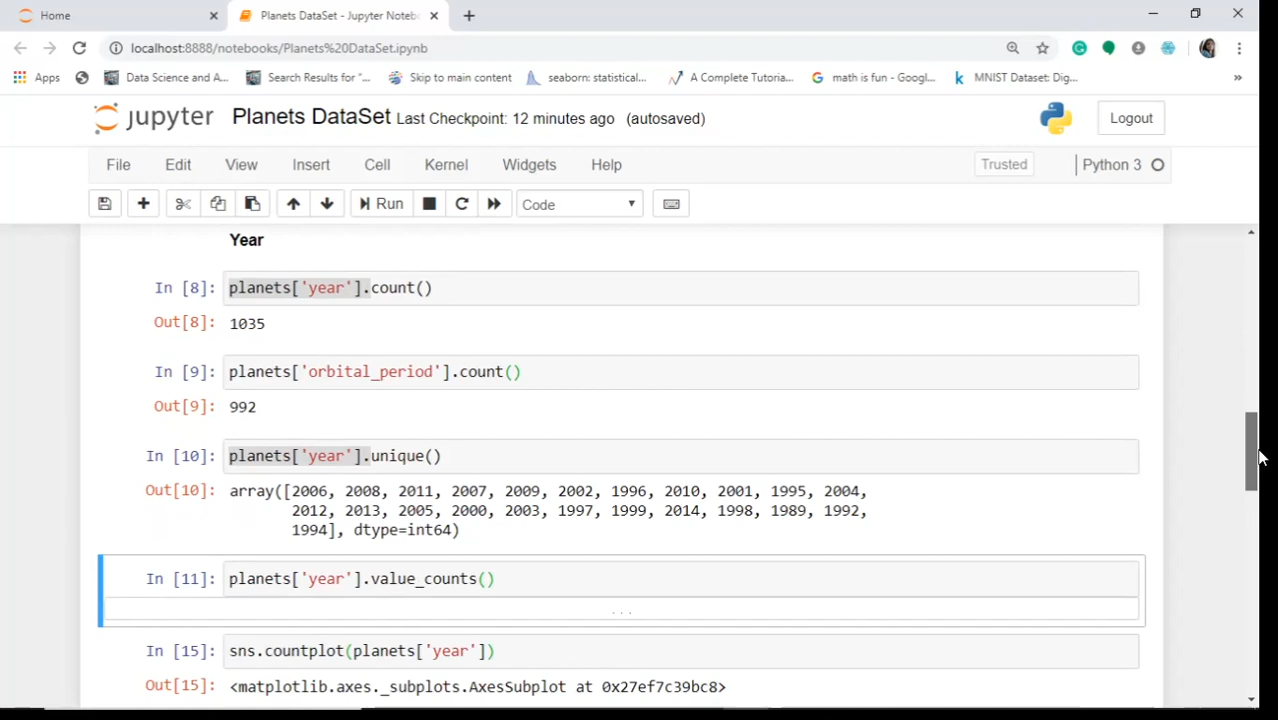 Home
Planets DataSet - Jupyter Noteb
localhost:8888/notebooks/Planets%20DataSet.ipynb
Apps
Data Science and A...
Search Results for "...
Skip to main content
seaborn: statistical...
A Complete Tutoria...
math is fun - Googl...
MNIST Dataset: Dig...
»
jupyter Planets DataSet Last Checkpoint: 12 minutes ago (autosaved)
Logout
File Edit View Insert Cell Kernel Widgets Help
Trusted
Python 3
Run
Code
Year
In [8]: planets['year'].count()
Out[8]: 1035
In [9]: planets['orbital_period'].count()
Out[9]: 992
In [10]: planets['year'].unique()
Out[10]: array([2006, 2008, 2011, 2007, 2009, 2002, 1996, 2010, 2001, 1995, 2004,
2012, 2013, 2005, 2000, 2003, 1997, 1999, 2014, 1998, 1989, 1992,
1994], dtype=int64)
In [11]: planets['year'].value_counts()
...
In [15]: sns.countplot(planets['year'])
Out[15]: <matplotlib.axes._subplots.AxesSubplot at 0x27ef7c39bc8>